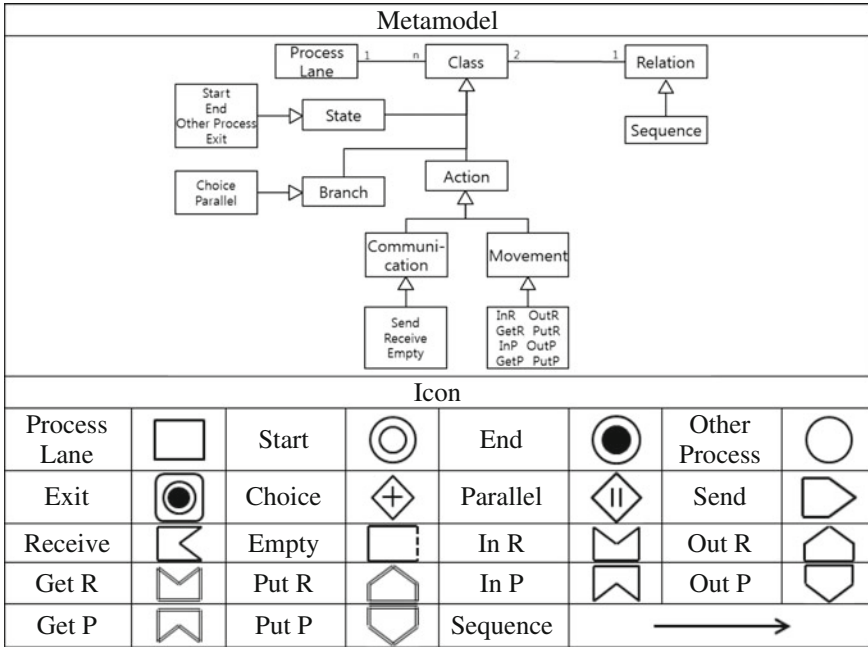 Metamodel
Process
Lane
1
n
Class
2
1
Relation
Start
End
Other Process
Exit
State
Sequence
Choice
Parallel
Branch
Action
Communi-
cation
Movement
Send
Receive
Empty
InR OutR
GetR PutR
InP OutP
GetP PutP
Icon
Process
Lane
Start
End
Other
Process
Exit
Choice
Parallel
Send
Receive
Empty
In R
Out R
Get R
Put R
In P
Out P
Get P
Put P
Sequence